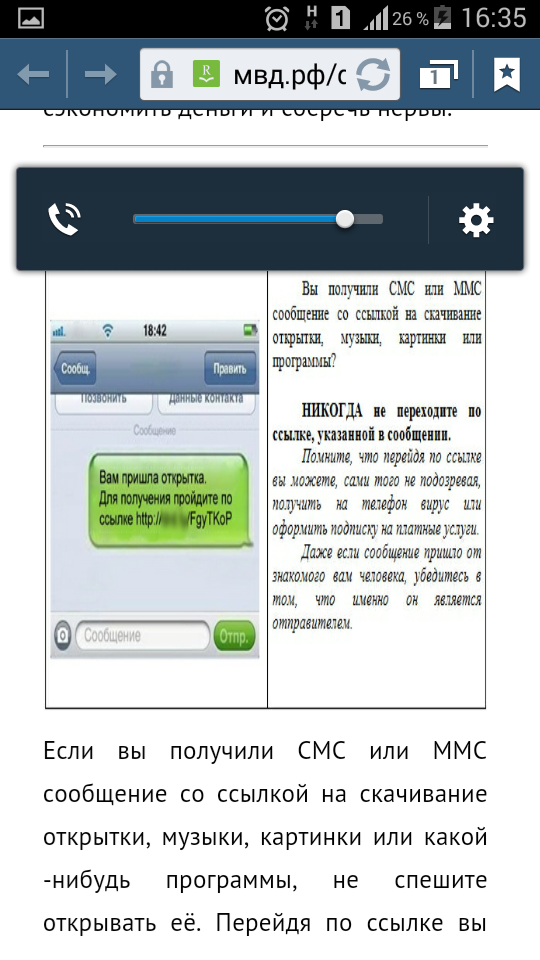 Н 1 26 % 16:35
R мвд.рф/с 1
сэкономить деньги и сберечь нервы.
18:42
Сообщ. Править
Позвонить Данные контакта
Сообщение
Вам пришла открытка.
Для получения пройдите по
ссылке http:// /FgyTKoP
Сообщение Отпр.
Вы получили СМС или ММС
сообщение со ссылкой на скачивание
открытки, музыки, картинки или
программы?
НИКОГДА не переходите по
ссылке, указанной в сообщении.
Помните, что перейдя по ссылке
вы можете, сами того не подозревая,
получить на телефон вирус или
оформить подписку на платные услуги.
Даже если сообщение пришло от
знакомого вам человека, убедитесь в
том, что именно он является
отправителем.
Если вы получили СМС или ММС
сообщение со ссылкой на скачивание
открытки, музыки, картинки или какой
-нибудь программы, не спешите
открывать её. Перейдя по ссылке вы